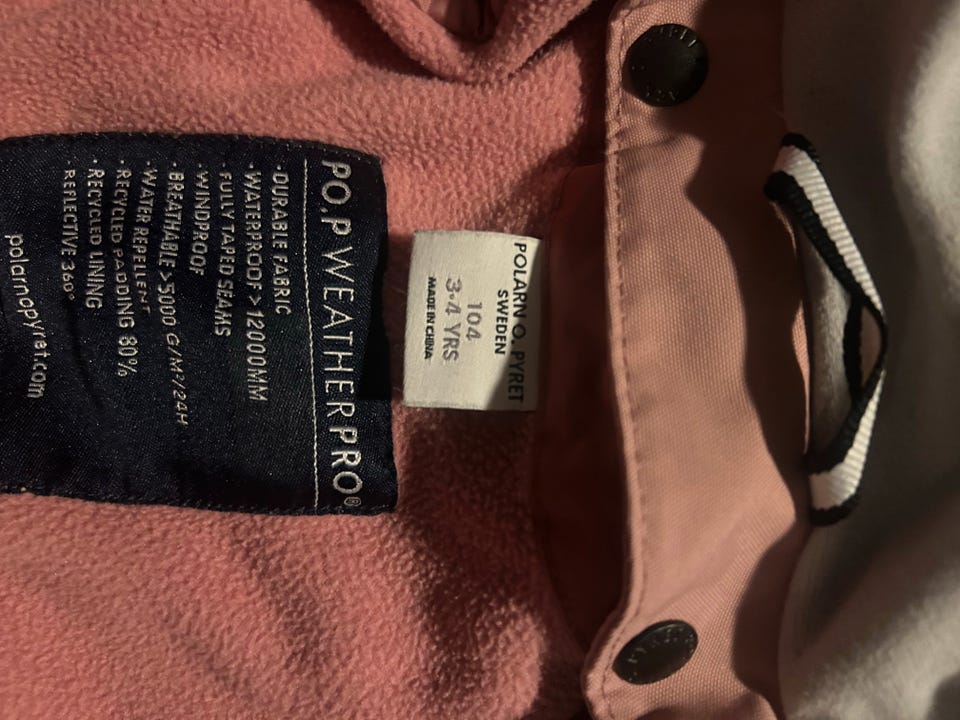 PO.P WEATHERPRO®
·DURABLE FABRIC
·WATERPROOF >12000MM
·FULLY TAPED SEAMS
·WINDPROOF
·BREATHABLE >5000 G/M²/24H
·WATER REPELLENT
·RECYCLED PADDING 80%
·RECYCLED LINING
REFLECTIVE 360°
polarnopyret.com
POLARN O. PYRET
SWEDEN
104
3-4 YRS
MADE IN CHINA